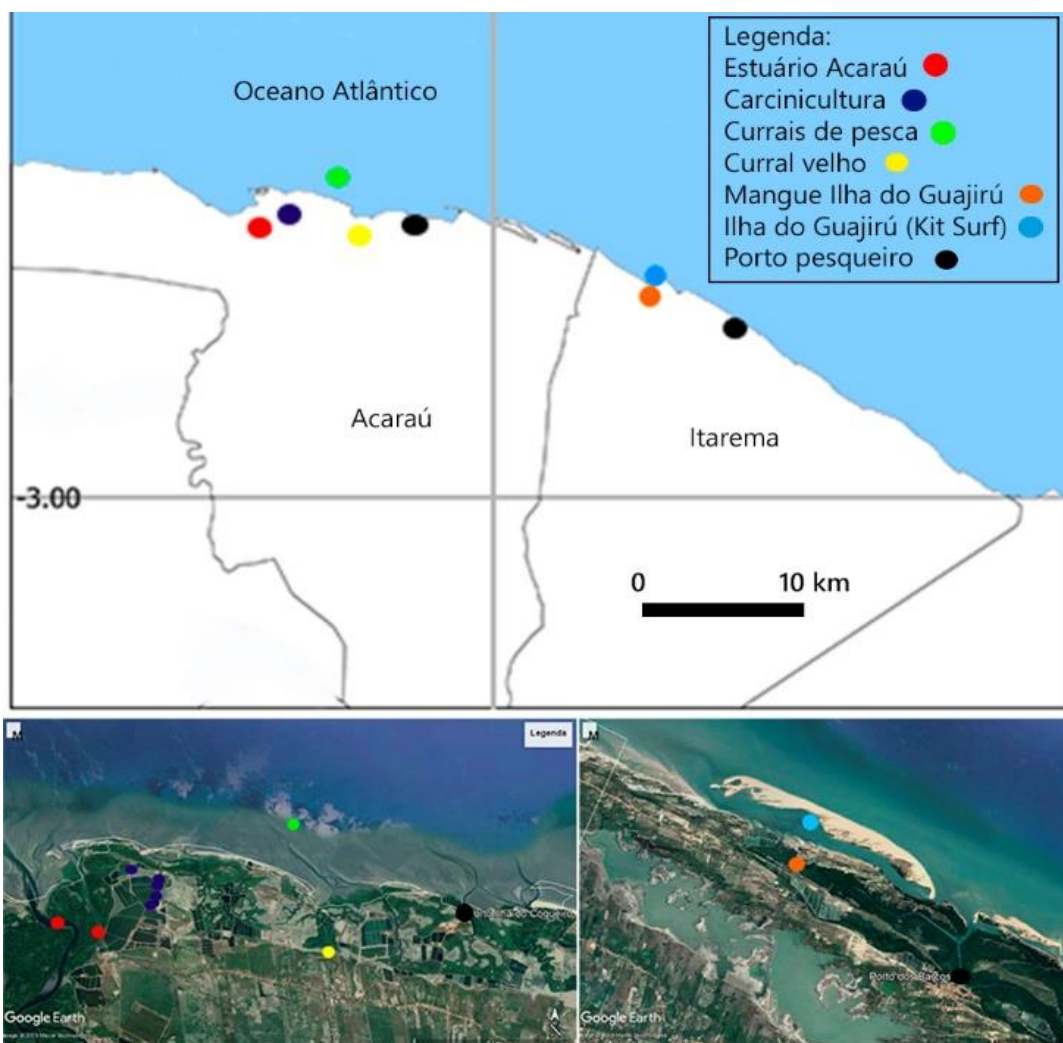 Legenda:
Estuário Acaraú
Oceano Atlântico
Carcinicultura
Currais de pesca
Curral velho
Mangue Ilha do Guajirú
Ilha do Guajirú (Kit Surf)
Porto pesqueiro
Acaraú
Itarema
-3.00
0 10 km
Legenda
Porto dos Barcos
Google Earth
Google Earth